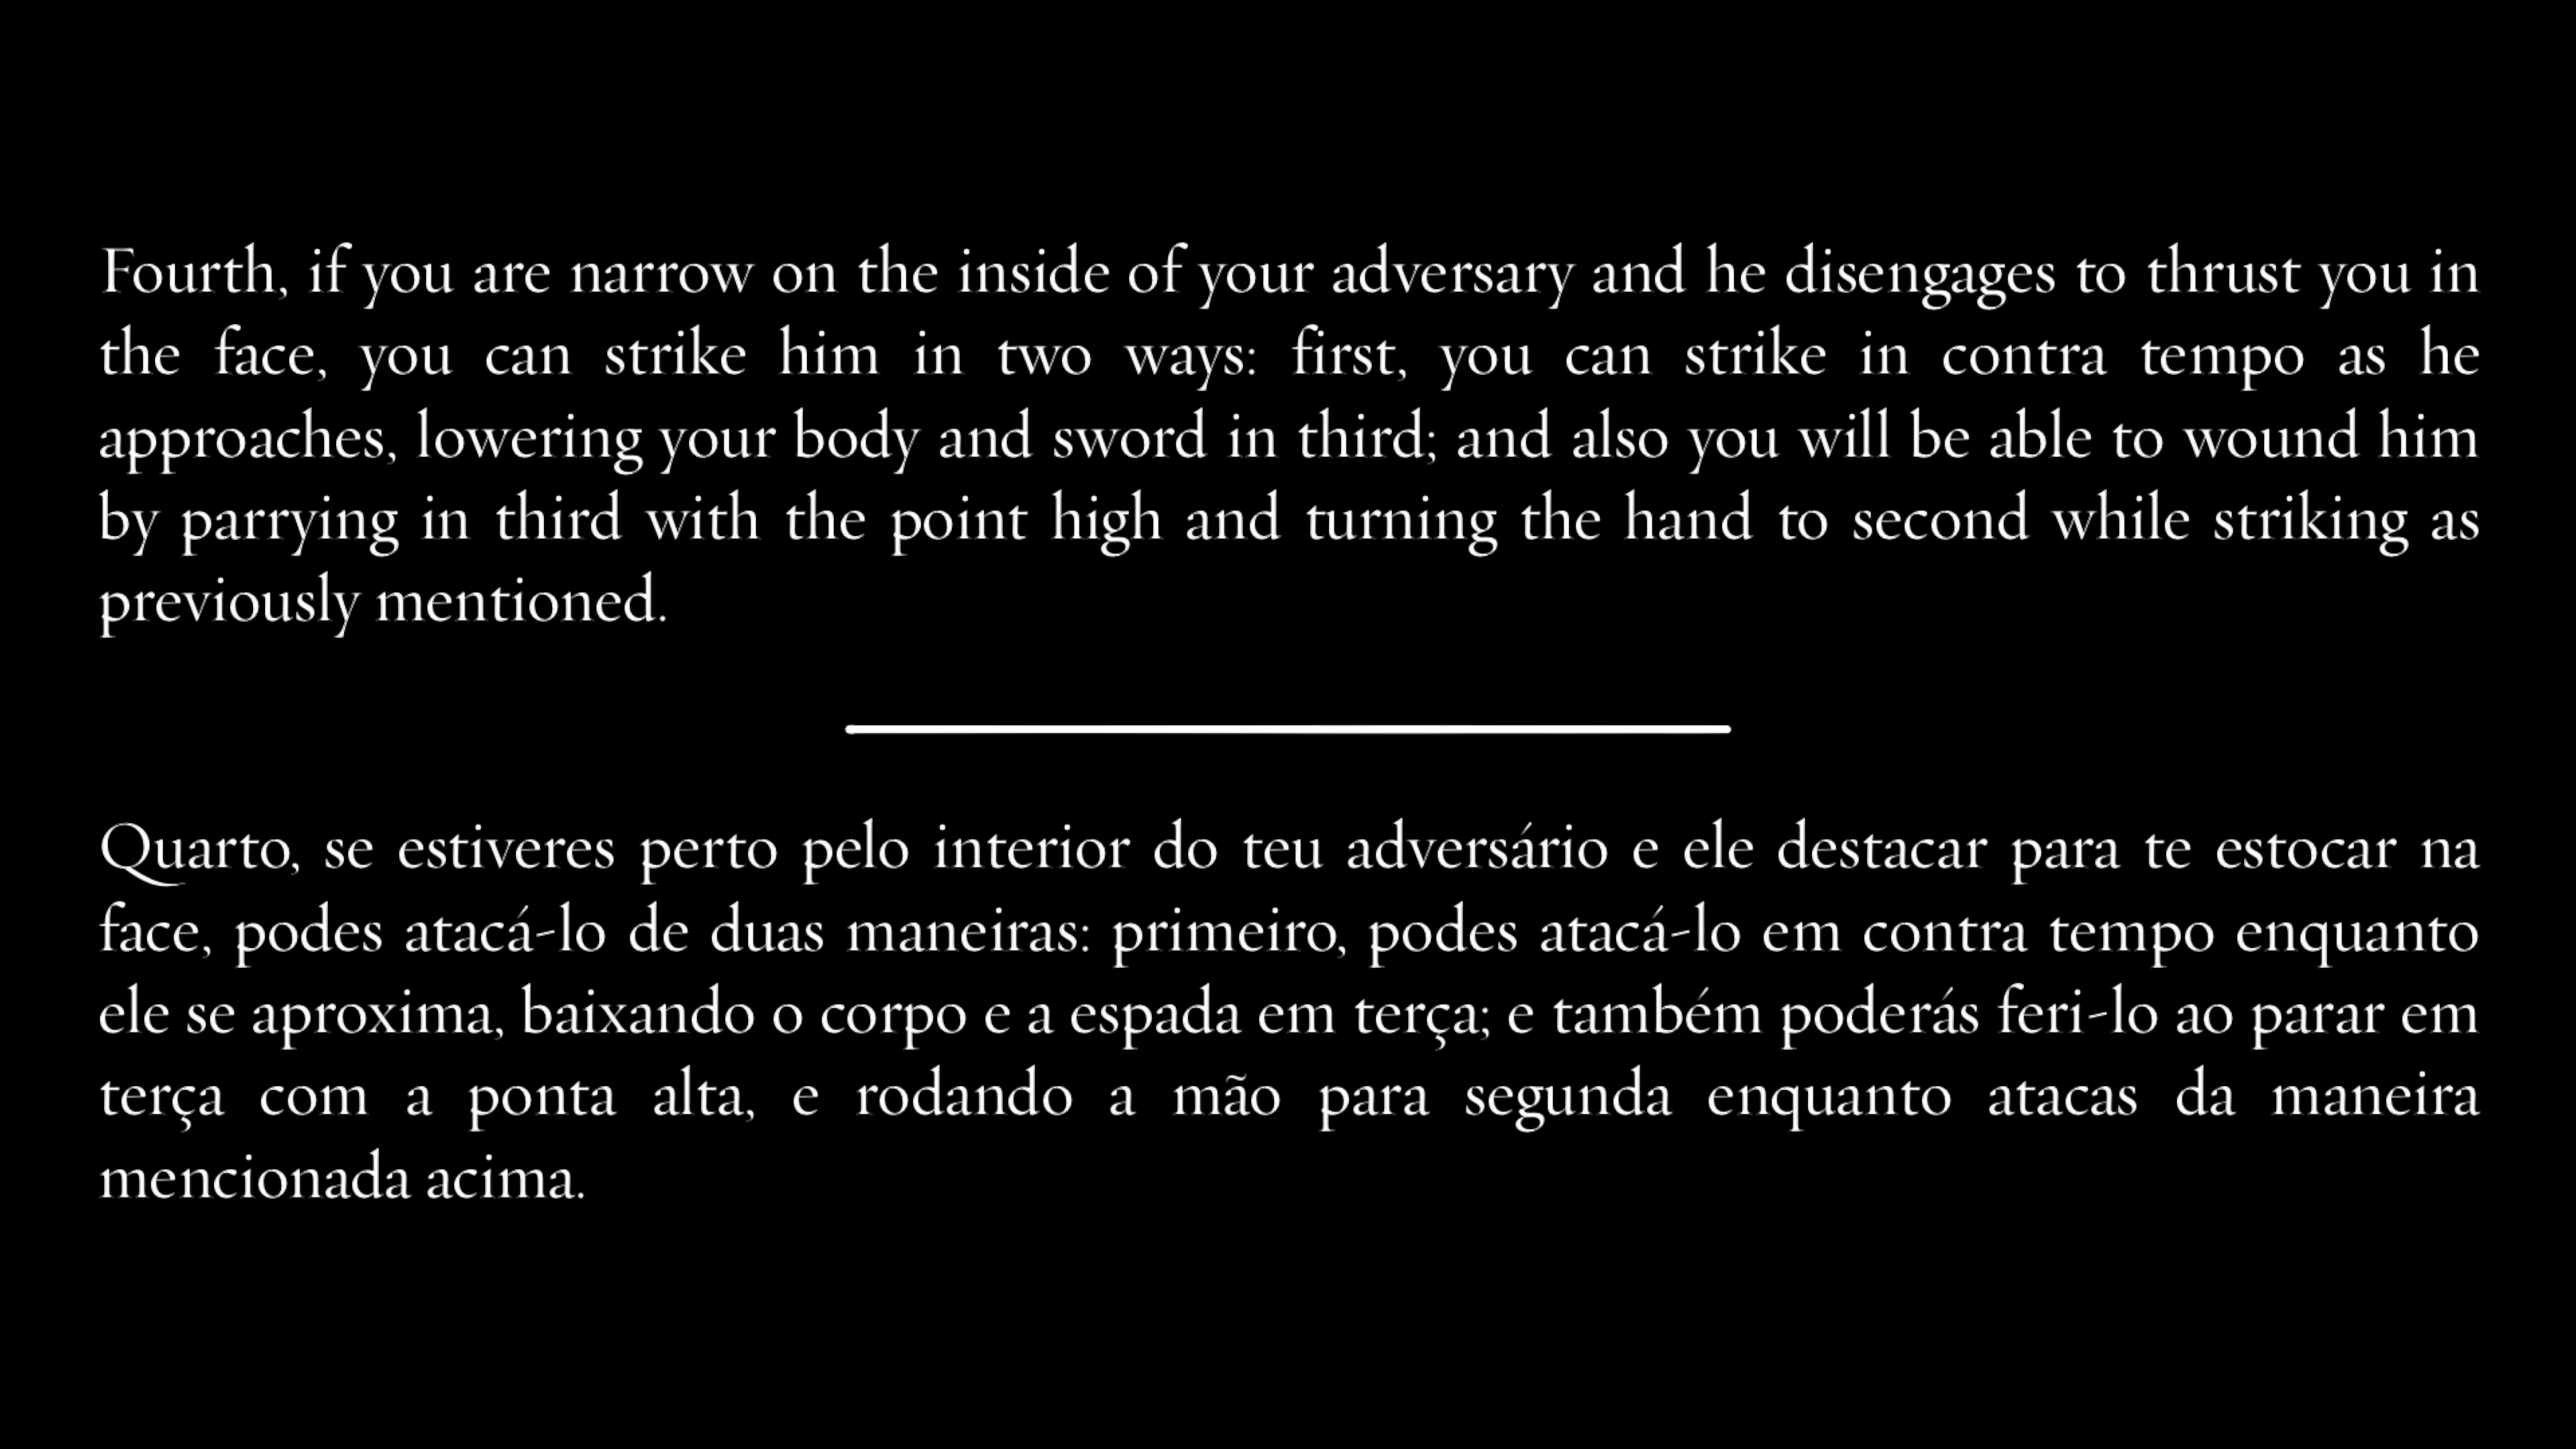 Fourth, if you are narrow on the inside of your adversary and he disengages to thrust you in
the face, you can strike him in two ways: first, you can strike in contra tempo as he
approaches, lowering your body and sword in third; and also you will be able to wound him
by parrying in third with the point high and turning the hand to second while striking as
previously mentioned.
Quarto, se estiveres perto pelo interior do teu adversário e ele destacar para te estocar na
face, podes atacá-lo de duas maneiras: primeiro, podes atacá-lo em contra tempo enquanto
ele se aproxima, baixando o corpo e a espada em terça; e também poderás feri-lo ao parar em
terça com a ponta alta, e rodando a mão para segunda enquanto atacas da maneira
mencionada acima.